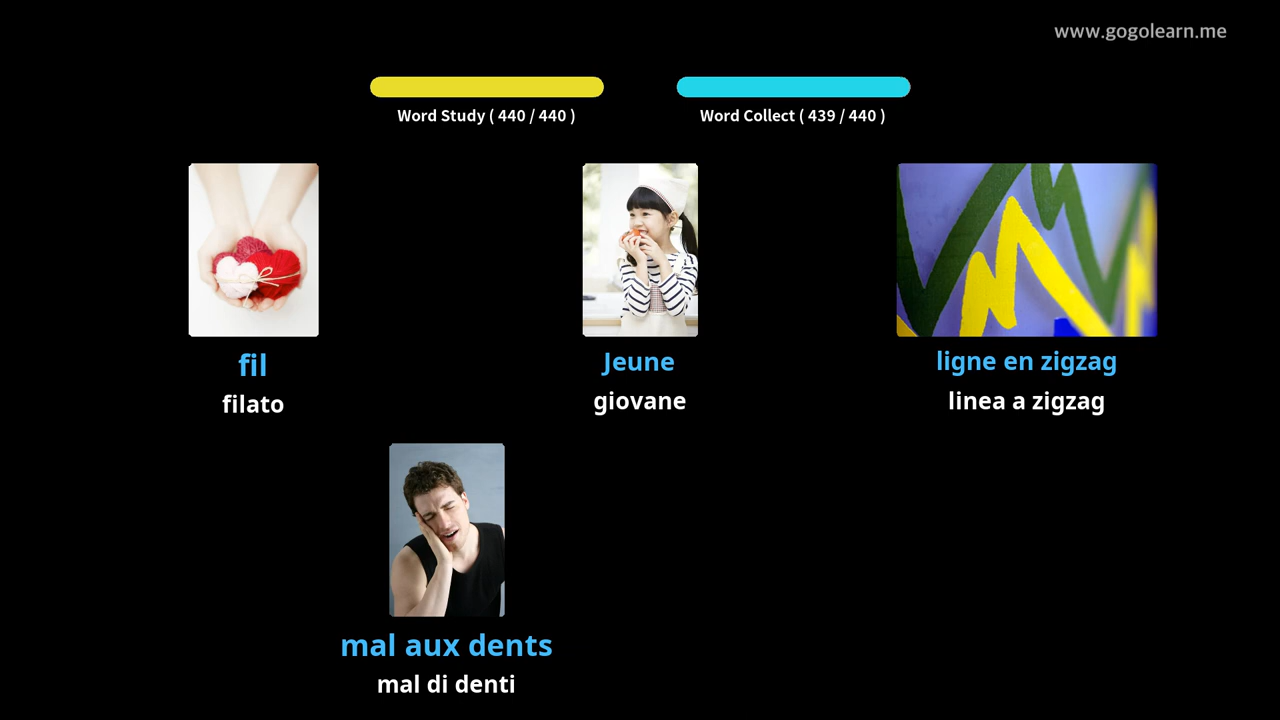 www.gogolearn.me
Word Study ( 440 / 440 )
Word Collect ( 439 / 440 )
fil
filato
Jeune
giovane
ligne en zigzag
linea a zigzag
mal aux dents
mal di denti